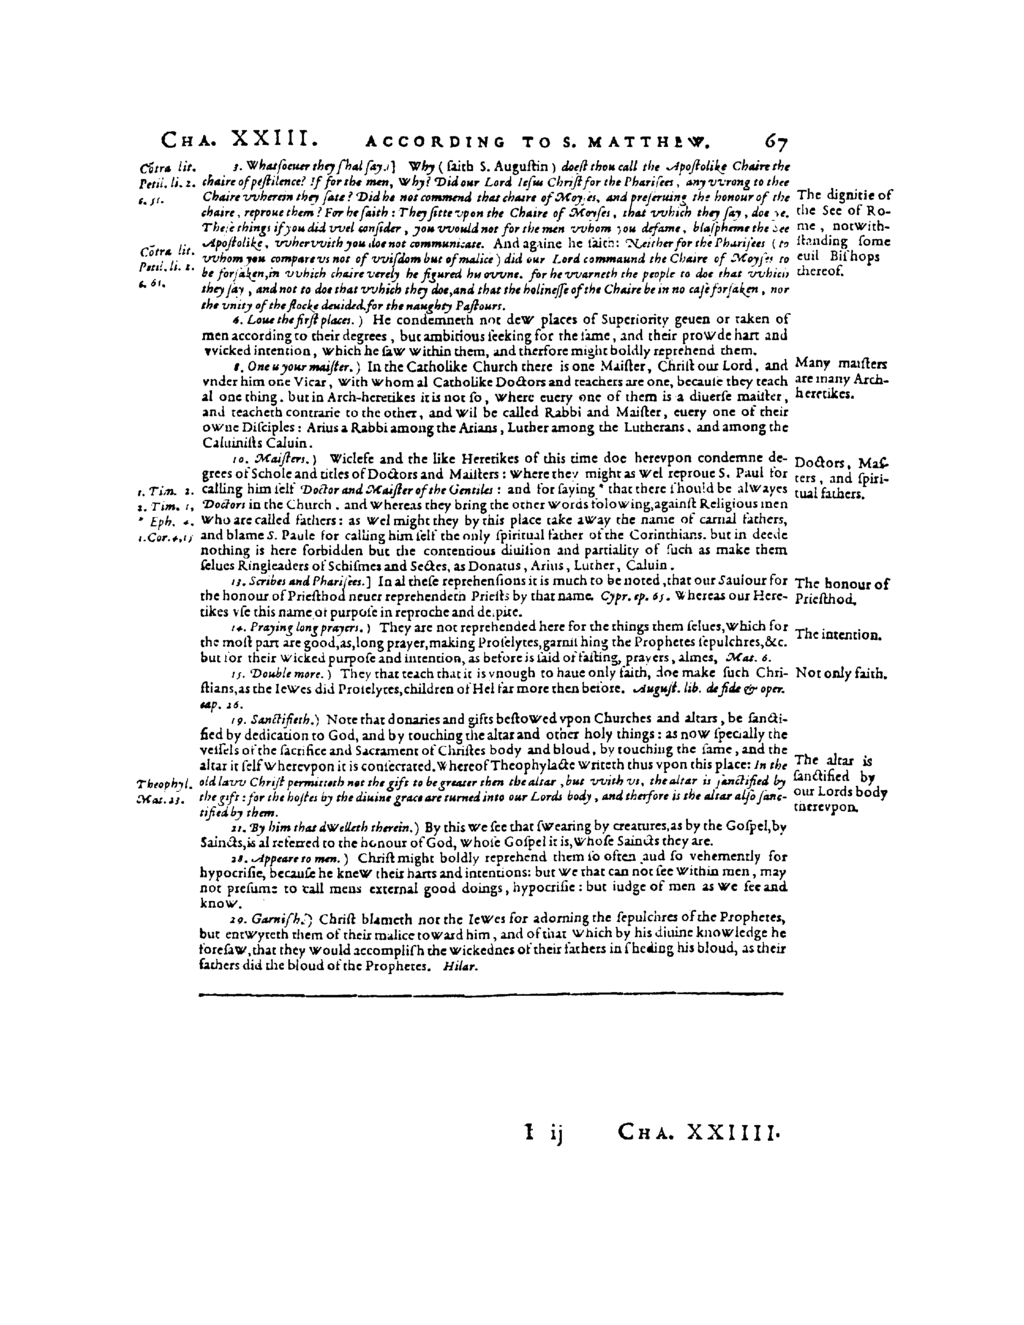 CHA. XXIII. ACCORDING TO S. MATTHEW. 67
Cõtra lit.
Petil. li. 2.
c. 51.
Cõtra lit.
Petil. li. 2.
c. 61.
3. Whatſoeuer they ſhal ſay.] Why (ſaith S. Auguſtin) doeſt thou call the Apoſtolike Chaire the
chaire of peſtilence? If for the men, Why? Did our Lord Ieſus Chriſt for the Phariſees, any vvrong to thee
Chaire vvherein they ſate? Did he not commend that chaire of Moyſes, and preſeruing the honour of the
chaire, reproue them? For he ſaith: They ſitte vpon the Chaire of Moyſes, that vvhich they ſay, doe ye.
Theſe things if you did vvel conſider, you vvould not for the men vvhom you defame, blaſpheme the See
Apoſtolike, vvhervvith you doe not communicate. And againe he ſaith: Neither for the Phariſees (to
vvhom you compare vs not of vviſdom but of malice) did our Lord commaund the Chaire of Moyſes to
be forſaken, in vvhich chaire verely he figured his ovvne. for he vvarneth the people to doe that vvhich
they ſay, and not to doe that vvhich they doe, and that the holineſſe of the Chaire be in no caſe forſaken, nor
the vnity of the flocke deuided, for the naughty Paſtours.
The dignitie of
the See of Ro-
me, notwith-
ſtanding ſome
euil Biſhops
thereof.
6. Loue the firſt places.) He condemneth not dew places of Superiority geuen or taken of
men according to their degrees, but ambitious ſeeking for the ſame, and their prowde hart and
vvicked intention, which he ſaw within them, and therfore might boldly reprehend them.
8. One is your maiſter.) In the Catholike Church there is one Maiſter, Chriſt our Lord, and
vnder him one Vicar, with whom al Catholike Doctors and teachers are one, becauſe they teach
al one thing. but in Arch-heretikes it is not ſo, where euery one of them is a diuerſe maiſter,
and teacheth contrarie to the other, and wil be called Rabbi and Maiſter, euery one of their
owne Diſciples: Arius a Rabbi among the Arians, Luther among the Lutherans, and among the
Caluiniſts Caluin.
Many maiſters
are many Arch-
heretikes.
10. Maiſters.) Wiclefe and the like Heretikes of this time doe herevpon condemne de-
grees of Schole and titles of Doctors and Maiſters: where they might as wel reproue S. Paul for
calling him ſelf Doctor and Maiſter of the Gentiles: and for ſaying * that there ſhould be alwayes
Doctors in the Church. and whereas they bring the other words folowing, againſt Religious men
who are called fathers: as wel might they by this place take away the name of carnal fathers,
and blame S. Paule for calling him ſelf the only ſpiritual father of the Corinthians. but in deede
nothing is here forbidden but the contentious diuiſion and partiality of ſuch as make them
ſelues Ringleaders of Schiſmes and Sectes, as Donatus, Arius, Luther, Caluin.
1. Tim. 2.
2. Tim. 1,
* Eph. 4.
1. Cor. 4, 15
Doctors, Maſ-
ters, and ſpiri-
tual fathers.
13. Scribes and Phariſees.] In al theſe reprehenſions it is much to be noted, that our Sauiour for
the honour of Prieſthod neuer reprehendeth Prieſts by that name. Cypr. ep. 65. Whereas our Here-
tikes vſe this name of purpoſe in reproche and deſpite.
The honour of
Prieſthod.
14. Praying long prayers.) They are not reprehended here for the things them ſelues, which for
the moſt part are good, as, long prayer, making Proſelytes, garniſhing the Prophetes ſepulchres, &c.
but for their wicked purpoſe and intention, as before is ſaid of faſting, prayers, almes, Mat. 6.
The intention.
15. Double more.) They that teach that it is ynough to haue only faith, doe make ſuch Chri-
ſtians, as the Iewes did Proſelytes, children of Hel far more then before. Auguſt. lib. de fide & oper.
cap. 26.
Not only faith.
19. Sanctifieth.) Note that donaries and gifts beſtowed vpon Churches and altars, be ſancti-
fied by dedication to God, and by touching the altar and other holy things: as now ſpecially the
veſſels of the ſacrifice and Sacrament of Chriſtes body and bloud, by touching the ſame, and the
altar it ſelf wherevpon it is conſecrated. Whereof Theophylacte writeth thus vpon this place: In the
old lavv Chriſt permitteth not the gift to be greater then the altar, but vvith vs, the altar is ſanctified by
the gift: for the hoſtes by the diuine grace are turned into our Lords body, and therfore is the altar alſo ſanc-
tified by them.
Theophyl.
Mat. 23.
The altar is
ſanctified by
our Lords body
therevpon.
21. By him that dwelleth therein.) By this we ſee that ſwearing by creatures, as by the Goſpel, by
Saincts, is al referred to the honour of God, whoſe Goſpel it is, whoſe Saincts they are.
28. Appeare to men.) Chriſt might boldly reprehend them ſo often and ſo vehemently for
hypocriſie, becauſe he knew their harts and intentions: but we that can not ſee within men, may
not preſume to call mens external good doings, hypocriſie: but iudge of men as we ſee and
know.
29. Garniſh.) Chriſt blameth not the Iewes for adorning the ſepulchres of the Prophetes,
but entwyteth them of their malice toward him, and of that which by his diuine knowledge he
foreſaw, that they would accompliſh the wickednes of their fathers in ſheding his bloud, as their
fathers did the bloud of the Prophetes. Hilar.
I ij CHA. XXIIII.